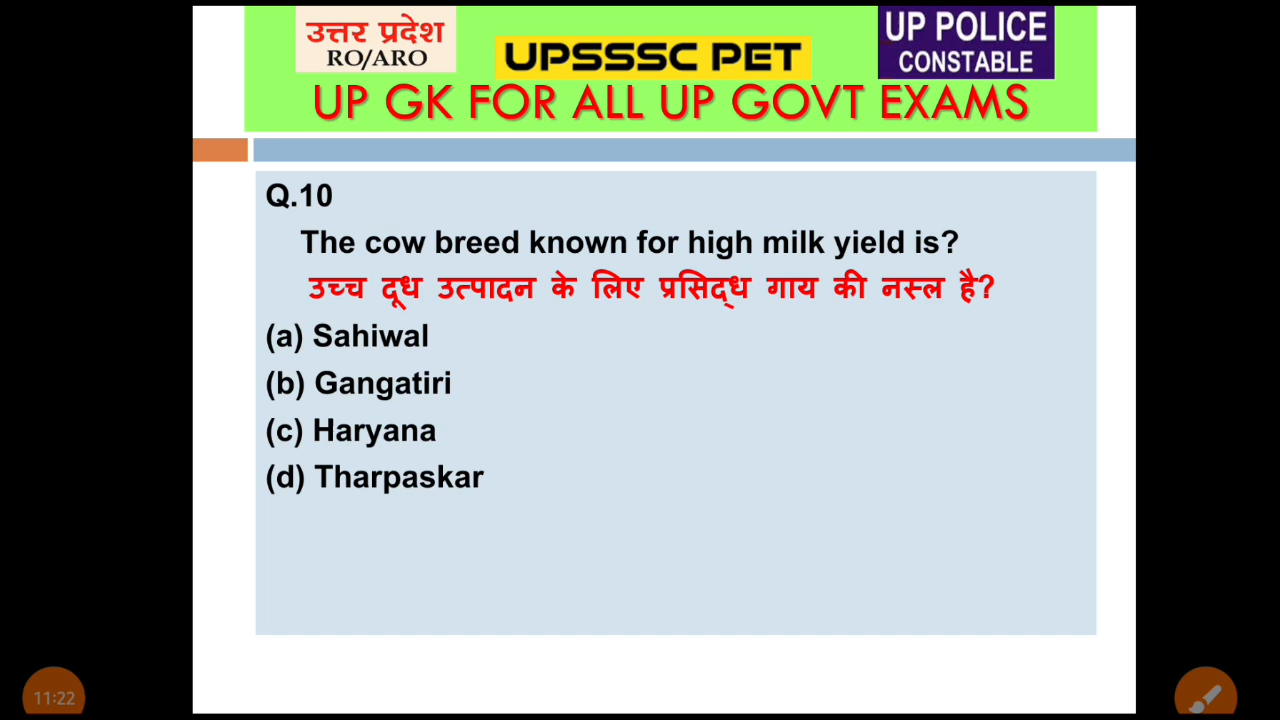 उत्तर प्रदेश
RO/ARO
UPSSSC PET
UP POLICE
CONSTABLE
UP GK FOR ALL UP GOVT EXAMS
Q.10
The cow breed known for high milk yield is?
उच्च दूध उत्पादन के लिए प्रसिद्ध गाय की नस्ल है?
(a) Sahiwal
(b) Gangatiri
(c) Haryana
(d) Tharpaskar
11:22